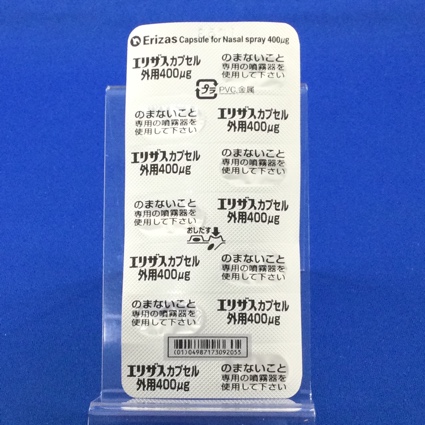 Erizas Capsule for Nasal spray 400μg
エリザスカプセル
外用400μg
のまないこと
専用の噴霧器を
使用して下さい
プラ
PVC,金属
のまないこと
専用の噴霧器を
使用して下さい
エリザスカプセル
外用400μg
エリザスカプセル
外用400μg
のまないこと
専用の噴霧器を
使用して下さい
のまないこと
専用の噴霧器を
使用して下さい
エリザスカプセル
外用400μg
おしだす
エリザスカプセル
外用400μg
のまないこと
専用の噴霧器を
使用して下さい
のまないこと
専用の噴霧器を
使用して下さい
エリザスカプセル
外用400μg
(01)04987173092055
エリザスカプセル
外用400μg
のまないこと
専用の噴霧器を
使用して下さい